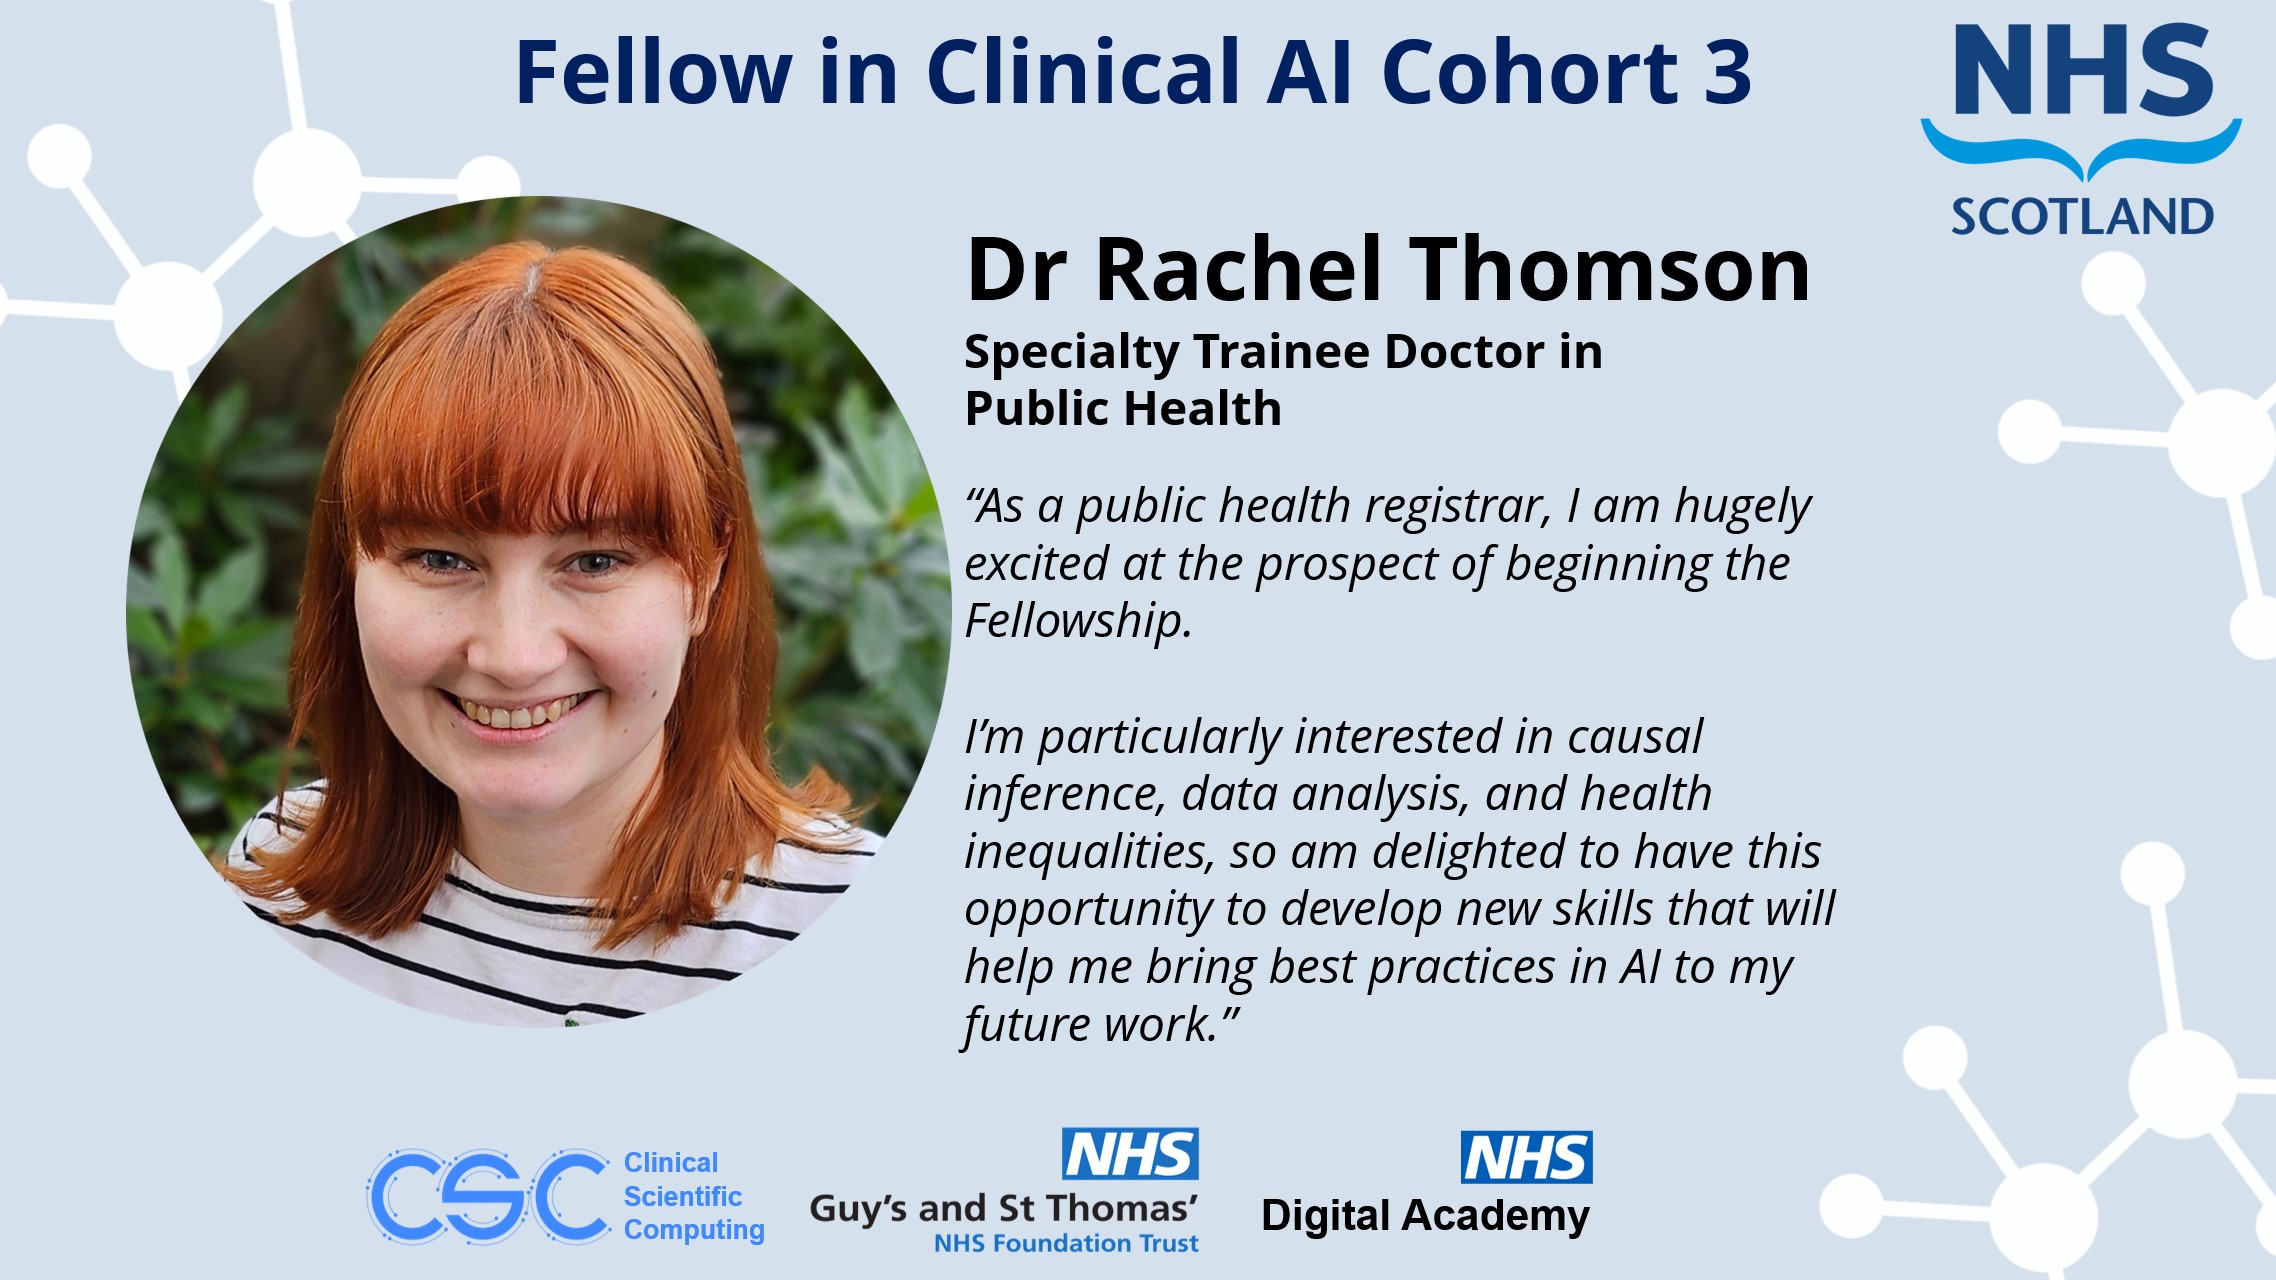 Fellow in Clinical AI Cohort 3
NHS
SCOTLAND
Dr Rachel Thomson
Specialty Trainee Doctor in
Public Health
“As a public health registrar, I am hugely
excited at the prospect of beginning the
Fellowship.
I’m particularly interested in causal
inference, data analysis, and health
inequalities, so am delighted to have this
opportunity to develop new skills that will
help me bring best practices in AI to my
future work.”
CSC
Clinical
Scientific
Computing
NHS
Guy’s and St Thomas’
NHS Foundation Trust
NHS
Digital Academy